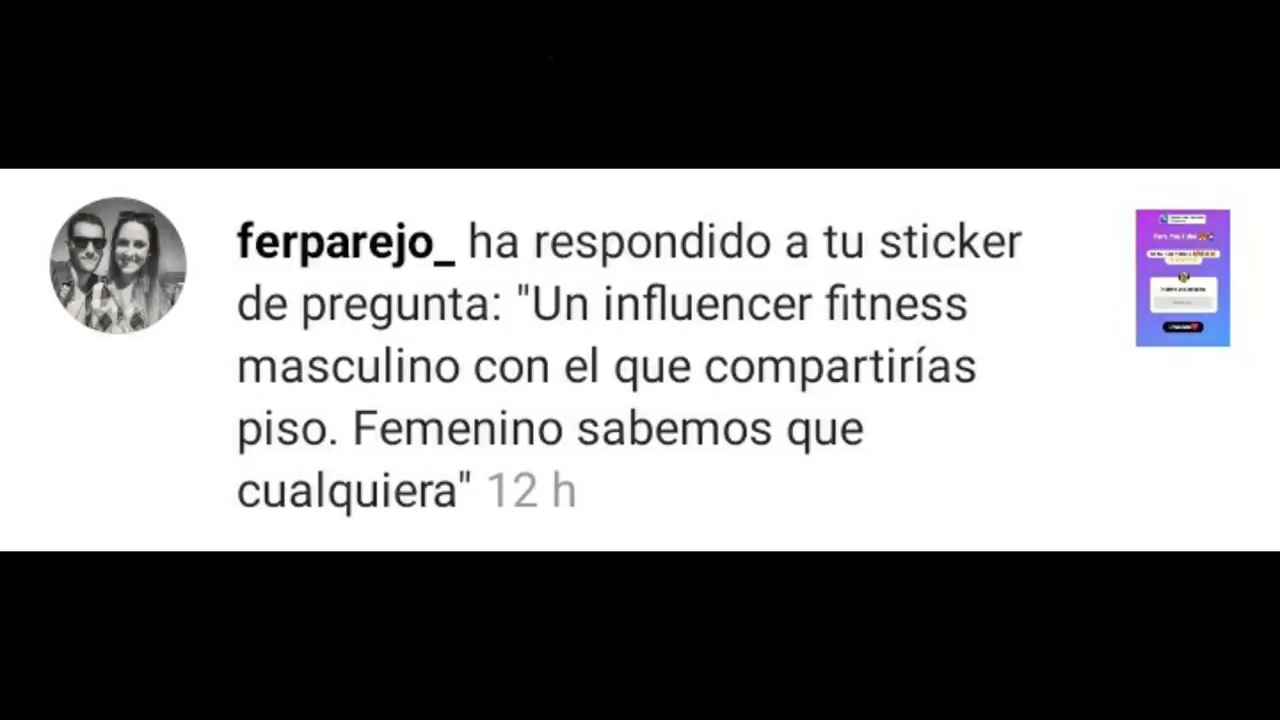 ferparejo_ ha respondido a tu sticker
de pregunta: "Un influencer fitness
masculino con el que compartirías
piso. Femenino sabemos que
cualquiera" 12 h